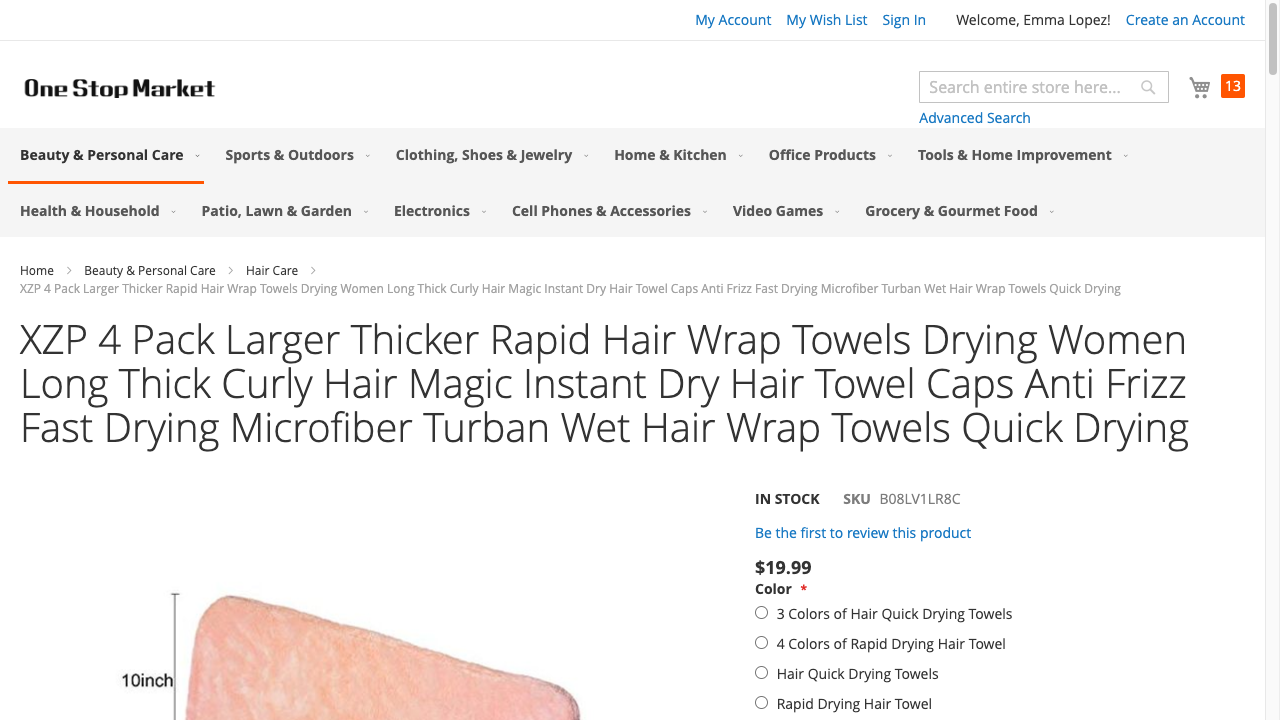 My Account My Wish List Sign In Welcome, Emma Lopez! Create an Account
One Stop Market
Search entire store here...
13
Advanced Search
Beauty & Personal Care Sports & Outdoors Clothing, Shoes & Jewelry Home & Kitchen Office Products Tools & Home Improvement
Health & Household Patio, Lawn & Garden Electronics Cell Phones & Accessories Video Games Grocery & Gourmet Food
Home Beauty & Personal Care Hair Care
XZP 4 Pack Larger Thicker Rapid Hair Wrap Towels Drying Women Long Thick Curly Hair Magic Instant Dry Hair Towel Caps Anti Frizz Fast Drying Microfiber Turban Wet Hair Wrap Towels Quick Drying
XZP 4 Pack Larger Thicker Rapid Hair Wrap Towels Drying Women
Long Thick Curly Hair Magic Instant Dry Hair Towel Caps Anti Frizz
Fast Drying Microfiber Turban Wet Hair Wrap Towels Quick Drying
IN STOCK SKU B08LV1LR8C
Be the first to review this product
$19.99
Color *
3 Colors of Hair Quick Drying Towels
4 Colors of Rapid Drying Hair Towel
Hair Quick Drying Towels
Rapid Drying Hair Towel
10inch